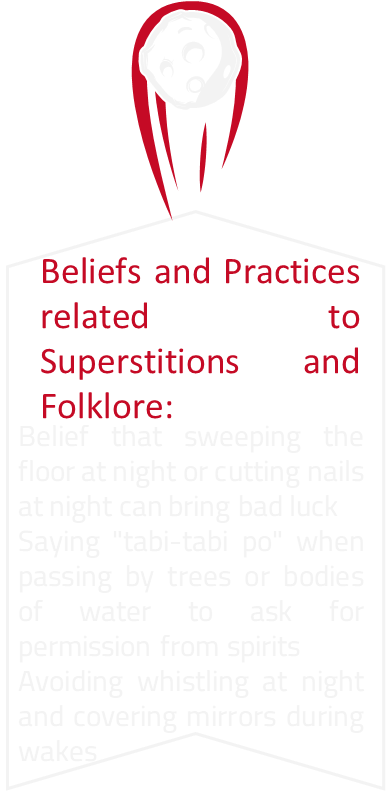 Beliefs and Practices
related to
Superstitions and
Folklore:
Belief that sweeping the
floor at night or cutting nails
at night can bring bad luck
Saying "tabi-tabi po" when
passing by trees or bodies
of water to ask for
permission from spirits
Avoiding whistling at night
and covering mirrors during
wakes